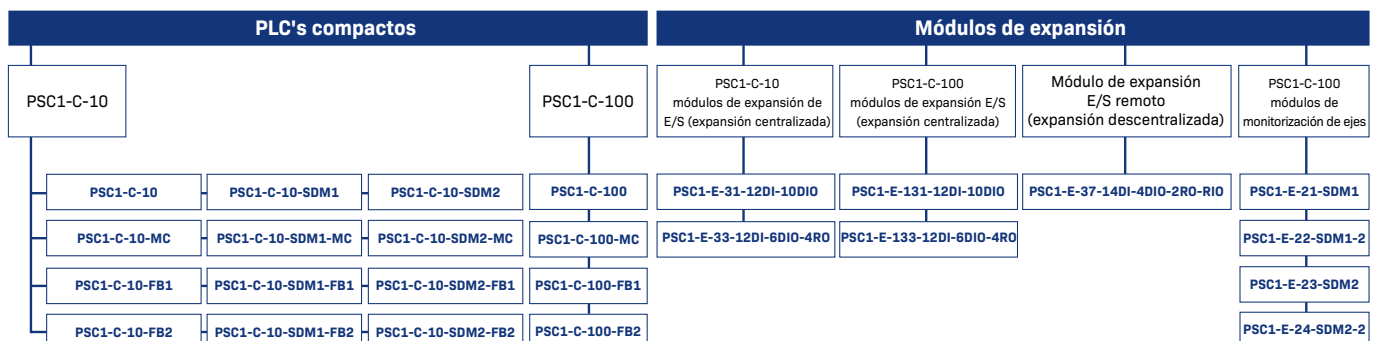 PLC's compactos
Módulos de expansión
PSC1-C-10
PSC1-C-100
PSC1-C-10
módulos de expansión de
E/S (expansión centralizada)
PSC1-C-100
módulos de expansión E/S
(expansión centralizada)
Módulo de expansión
E/S remoto
(expansión descentralizada)
PSC1-C-100
módulos de
monitorización de ejes
PSC1-C-10
PSC1-C-10-SDM1
PSC1-C-10-SDM2
PSC1-C-100
PSC1-E-31-12DI-10DIO
PSC1-E-131-12DI-10DIO
PSC1-E-37-14DI-4DIO-2RO-RIO
PSC1-E-21-SDM1
PSC1-C-10-MC
PSC1-C-10-SDM1-MC
PSC1-C-10-SDM2-MC
PSC1-C-100-MC
PSC1-E-33-12DI-6DIO-4RO
PSC1-E-133-12DI-6DIO-4RO
PSC1-E-22-SDM1-2
PSC1-C-10-FB1
PSC1-C-10-SDM1-FB1
PSC1-C-10-SDM2-FB1
PSC1-C-100-FB1
PSC1-E-23-SDM2
PSC1-C-10-FB2
PSC1-C-10-SDM1-FB2
PSC1-C-10-SDM2-FB2
PSC1-C-100-FB2
PSC1-E-24-SDM2-2